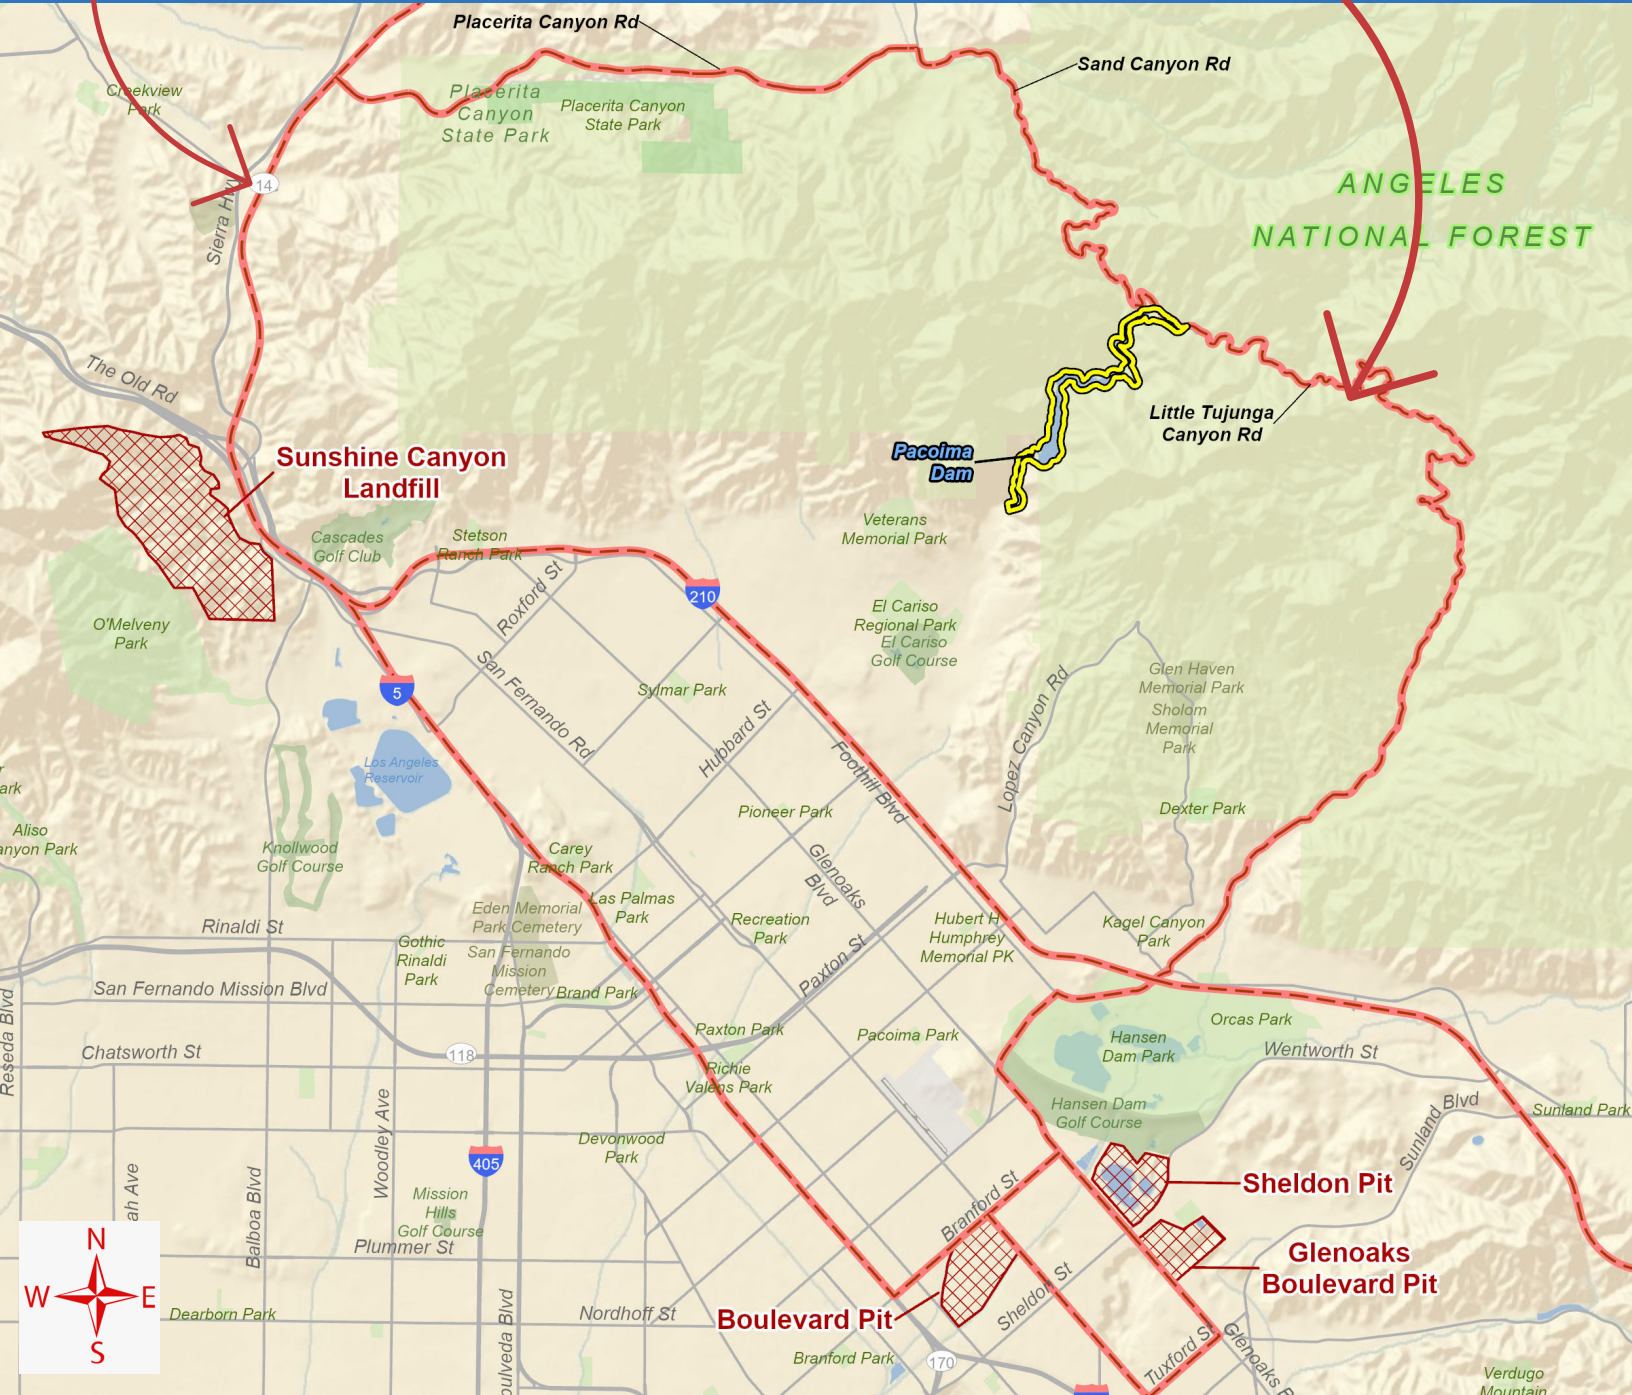 Placerita Canyon Rd
Sand Canyon Rd
Creekview
Park
Placerita
Canyon
State Park
Placerita Canyon
State Park
14
Sierra Hwy
ANGELES
NATIONAL FOREST
The Old Rd
Little Tujunga
Canyon Rd
Sunshine Canyon
Landfill
Pacoima
Dam
Cascades
Golf Club
Stetson
Ranch Park
Veterans
Memorial Park
Roxford St
210
O'Melveny
Park
El Cariso
Regional Park
El Cariso
Golf Course
5
San Fernando Rd
Sylmar Park
Hubbard St
Lopez Canyon Rd
Glen Haven
Memorial Park
Sholom
Memorial
Park
Los Angeles
Reservoir
Foothill Blvd
Pioneer Park
Dexter Park
Aliso
anyon Park
ark
Knollwood
Golf Course
Carey
Ranch Park
Glenoaks
Blvd
Las Palmas
Park
Eden Memorial
Park Cemetery
Recreation
Park
Hubert H
Humphrey
Memorial PK
Kagel Canyon
Park
Rinaldi St
Gothic
Rinaldi
Park
San Fernando
Mission
Cemetery
Paxton St
San Fernando Mission Blvd
Brand Park
Reseda Blvd
Paxton Park
Pacoima Park
Orcas Park
Hansen
Dam Park
Chatsworth St
118
Wentworth St
Richie
Valens Park
Hansen Dam
Golf Course
Sunland Blvd
Sunland Park
Woodley Ave
Devonwood
Park
405
Balboa Blvd
ah Ave
Mission
Hills
Golf Course
Plummer St
Branford St
Sheldon Pit
Glenoaks
Boulevard Pit
N
W
E
S
Dearborn Park
Nordhoff St
oulveda Blvd
Boulevard Pit
Sheldon St
Branford Park
170
Tuxford St
Glenoaks
Verdugo
Mountain